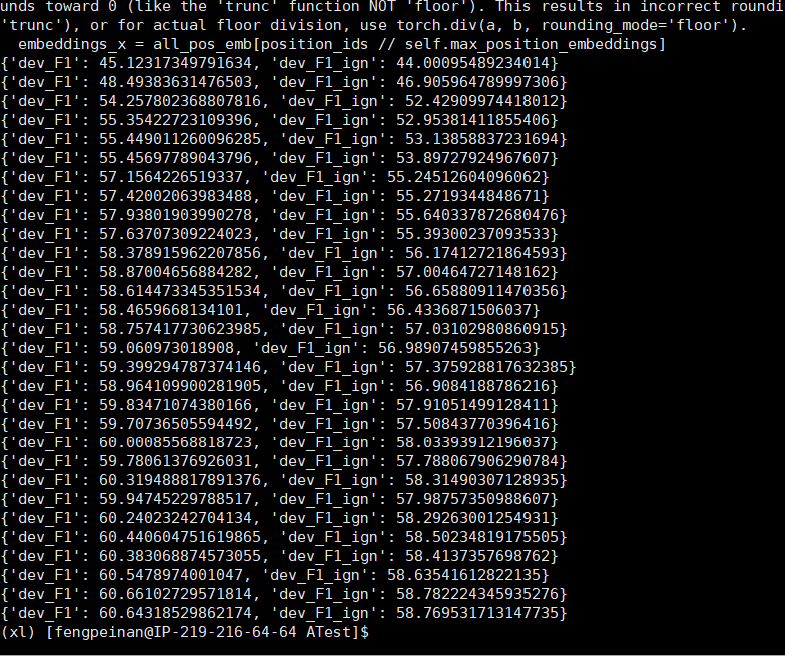 unds toward 0 (like the 'trunc' function NOT 'floor'). This results in incorrect roundi
'trunc'), or for actual floor division, use torch.div(a, b, rounding_mode='floor').
  embeddings_x = all_pos_emb[position_ids // self.max_position_embeddings]
{'dev_F1': 45.12317349791634, 'dev_F1_ign': 44.00095489234014}
{'dev_F1': 48.49383631476503, 'dev_F1_ign': 46.905964789997306}
{'dev_F1': 54.257802368807816, 'dev_F1_ign': 52.42909974418012}
{'dev_F1': 55.35422723109396, 'dev_F1_ign': 52.95381411855406}
{'dev_F1': 55.449011260096285, 'dev_F1_ign': 53.13858837231694}
{'dev_F1': 55.45697789043796, 'dev_F1_ign': 53.89727924967607}
{'dev_F1': 57.1564226519337, 'dev_F1_ign': 55.24512604096062}
{'dev_F1': 57.42002063983488, 'dev_F1_ign': 55.2719344848671}
{'dev_F1': 57.93801903990278, 'dev_F1_ign': 55.640337872680476}
{'dev_F1': 57.63707309224023, 'dev_F1_ign': 55.39300237093533}
{'dev_F1': 58.378915962207856, 'dev_F1_ign': 56.17412721864593}
{'dev_F1': 58.87004656884282, 'dev_F1_ign': 57.00464727148162}
{'dev_F1': 58.614473345351534, 'dev_F1_ign': 56.65880911470356}
{'dev_F1': 58.4659668134101, 'dev_F1_ign': 56.4336871506037}
{'dev_F1': 58.757417730623985, 'dev_F1_ign': 57.03102980860915}
{'dev_F1': 59.060973018908, 'dev_F1_ign': 56.98907459855263}
{'dev_F1': 59.399294787374146, 'dev_F1_ign': 57.375928817632385}
{'dev_F1': 58.964109900281905, 'dev_F1_ign': 56.9084188786216}
{'dev_F1': 59.83471074380166, 'dev_F1_ign': 57.91051499128411}
{'dev_F1': 59.70736505594492, 'dev_F1_ign': 57.50843770396416}
{'dev_F1': 60.00085568818723, 'dev_F1_ign': 58.03393912196037}
{'dev_F1': 59.78061376926031, 'dev_F1_ign': 57.788067906290784}
{'dev_F1': 60.319488817891376, 'dev_F1_ign': 58.31490307128935}
{'dev_F1': 59.94745229788517, 'dev_F1_ign': 57.98757350988607}
{'dev_F1': 60.24023242704134, 'dev_F1_ign': 58.29263001254931}
{'dev_F1': 60.440604751619865, 'dev_F1_ign': 58.50234819175505}
{'dev_F1': 60.383068874573055, 'dev_F1_ign': 58.4137357698762}
{'dev_F1': 60.5478974001047, 'dev_F1_ign': 58.63541612822135}
{'dev_F1': 60.66102729571814, 'dev_F1_ign': 58.782224345935276}
{'dev_F1': 60.64318529862174, 'dev_F1_ign': 58.769531713147735}
(xl) [fengpeinan@IP-219-216-64-64 ATest]$